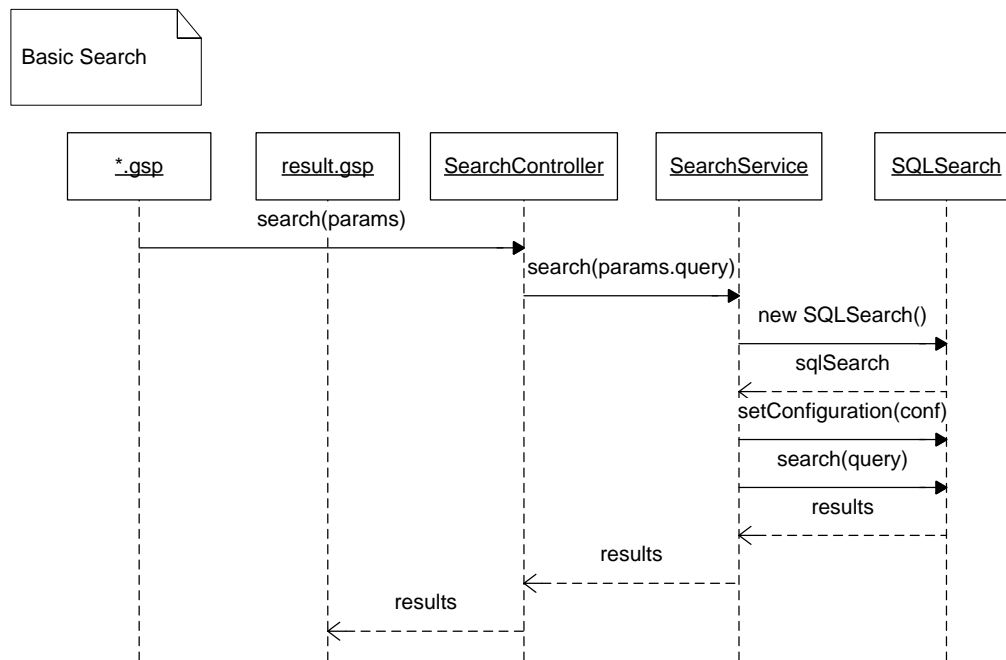 Basic Search
*.gsp
result.gsp
SearchController
SearchService
SQLSearch
search(params)
search(params.query)
new SQLSearch()
sqlSearch
setConfiguration(conf)
search(query)
results
results
results